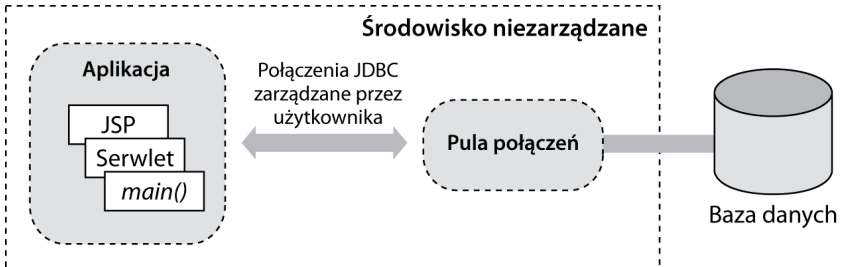 Środowisko niezarządzane
Aplikacja
JSP
Serwlet
main()
Połączenia JDBC
zarządzane przez
użytkownika
Pula połączeń
Baza danych